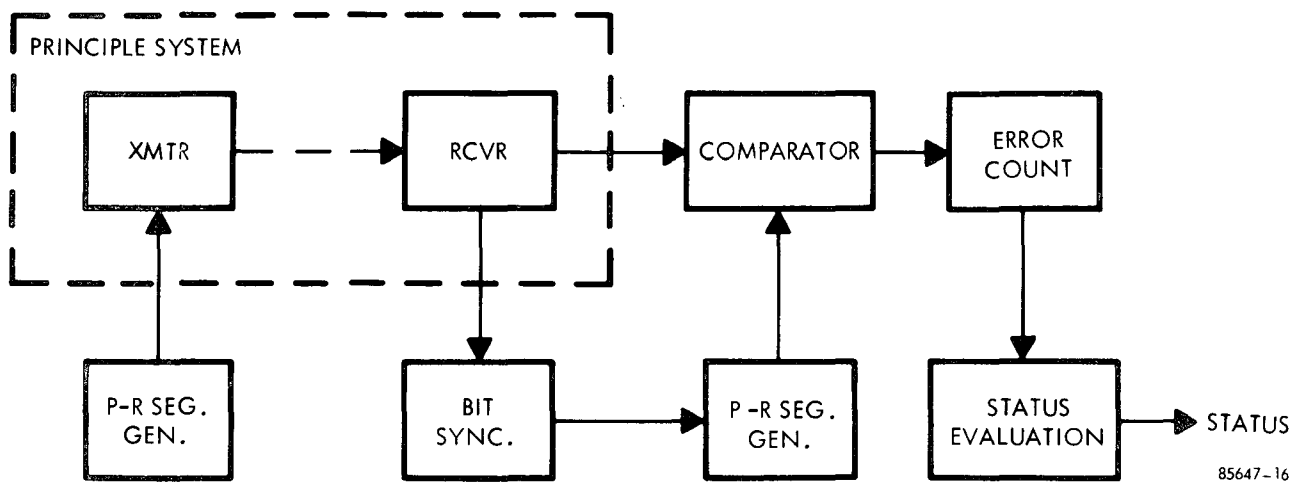 PRINCIPLE SYSTEM
XMTR
RCVR
COMPARATOR
ERROR
COUNT
P-R SEG.
GEN.
BIT
SYNC.
P-R SEG.
GEN.
STATUS
EVALUATION
STATUS
85647-16